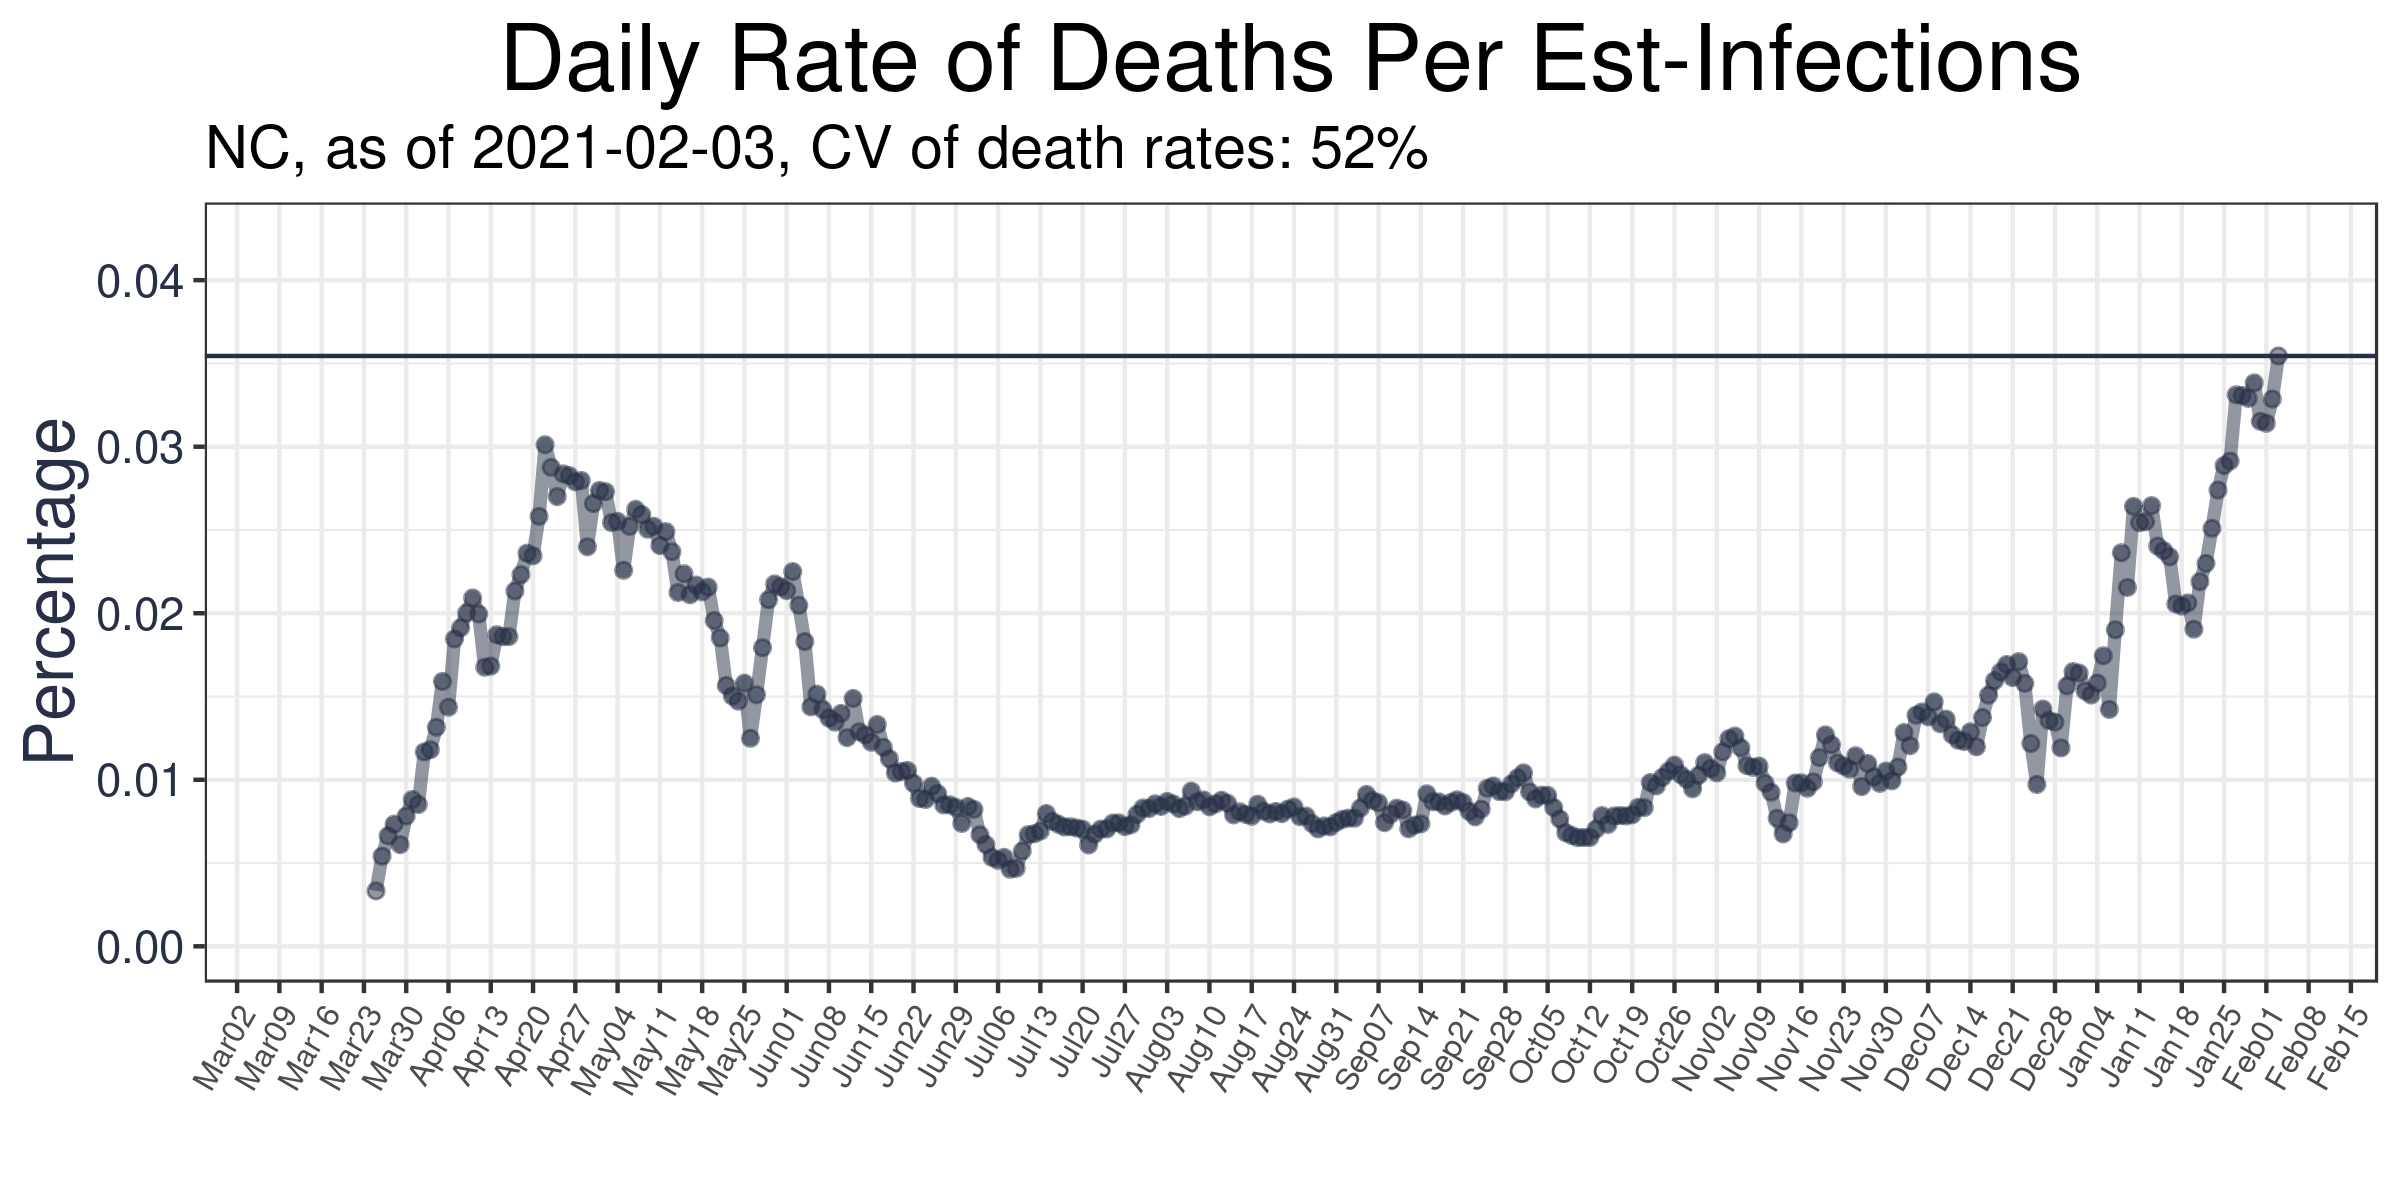 Daily Rate of Deaths Per Est-Infections
NC, as of 2021-02-03, CV of death rates: 52%
Percentage
0.04
0.03
0.02
0.01
0.00
Mar02
Mar09
Mar16
Mar23
Mar30
Apr06
Apr13
Apr20
Apr27
May04
May11
May18
May25
Jun01
Jun08
Jun15
Jun22
Jun29
Jul06
Jul13
Jul20
Jul27
Aug03
Aug10
Aug17
Aug24
Aug31
Sep07
Sep14
Sep21
Sep28
Oct05
Oct12
Oct19
Oct26
Nov02
Nov09
Nov16
Nov23
Nov30
Dec07
Dec14
Dec21
Dec28
Jan04
Jan11
Jan18
Jan25
Feb01
Feb08
Feb15